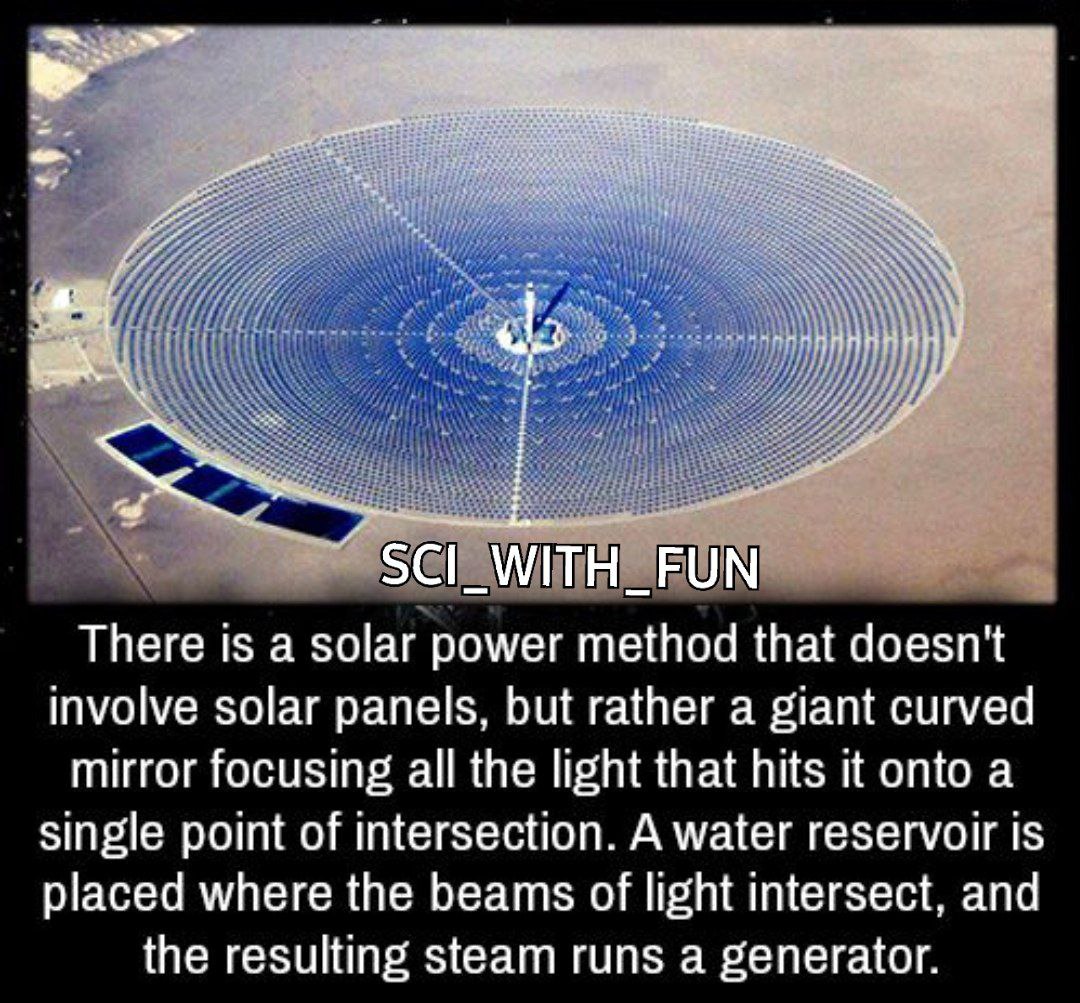 SCI_WITH_FUN
There is a solar power method that doesn't
involve solar panels, but rather a giant curved
mirror focusing all the light that hits it onto a
single point of intersection. A water reservoir is
placed where the beams of light intersect, and
the resulting steam runs a generator.